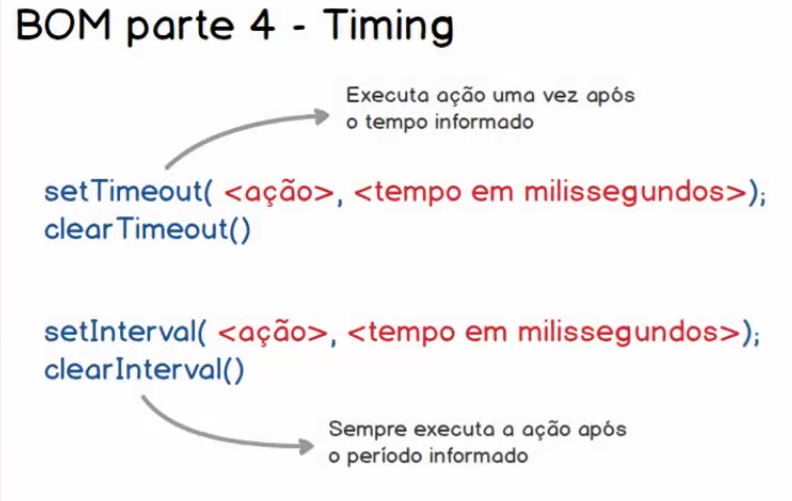 BOM parte 4 - Timing
Executa ação uma vez após
o tempo informado
setTimeout( <ação>, <tempo em milissegundos>);
clearTimeout()
setInterval( <ação>, <tempo em milissegundos>);
clearInterval()
Sempre executa a ação após
o período informado